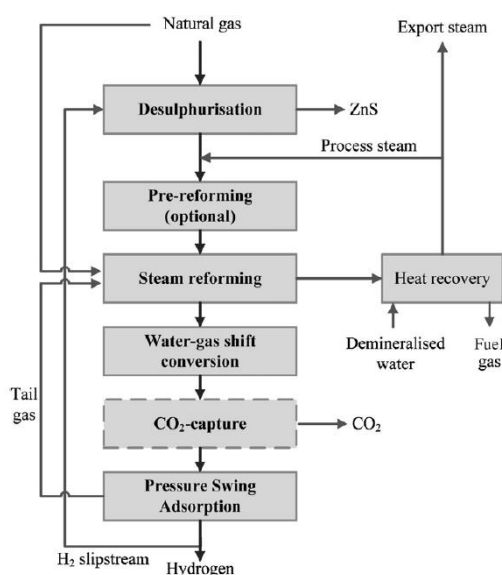 Natural gas
Export steam
Desulphurisation
ZnS
Process steam
Pre-reforming
(optional)
Steam reforming
Heat recovery
Water-gas shift
conversion
Demineralised
water
Fuel
gas
Tail
gas
CO₂-capture
CO₂
Pressure Swing
Adsorption
H₂ slipstream
Hydrogen